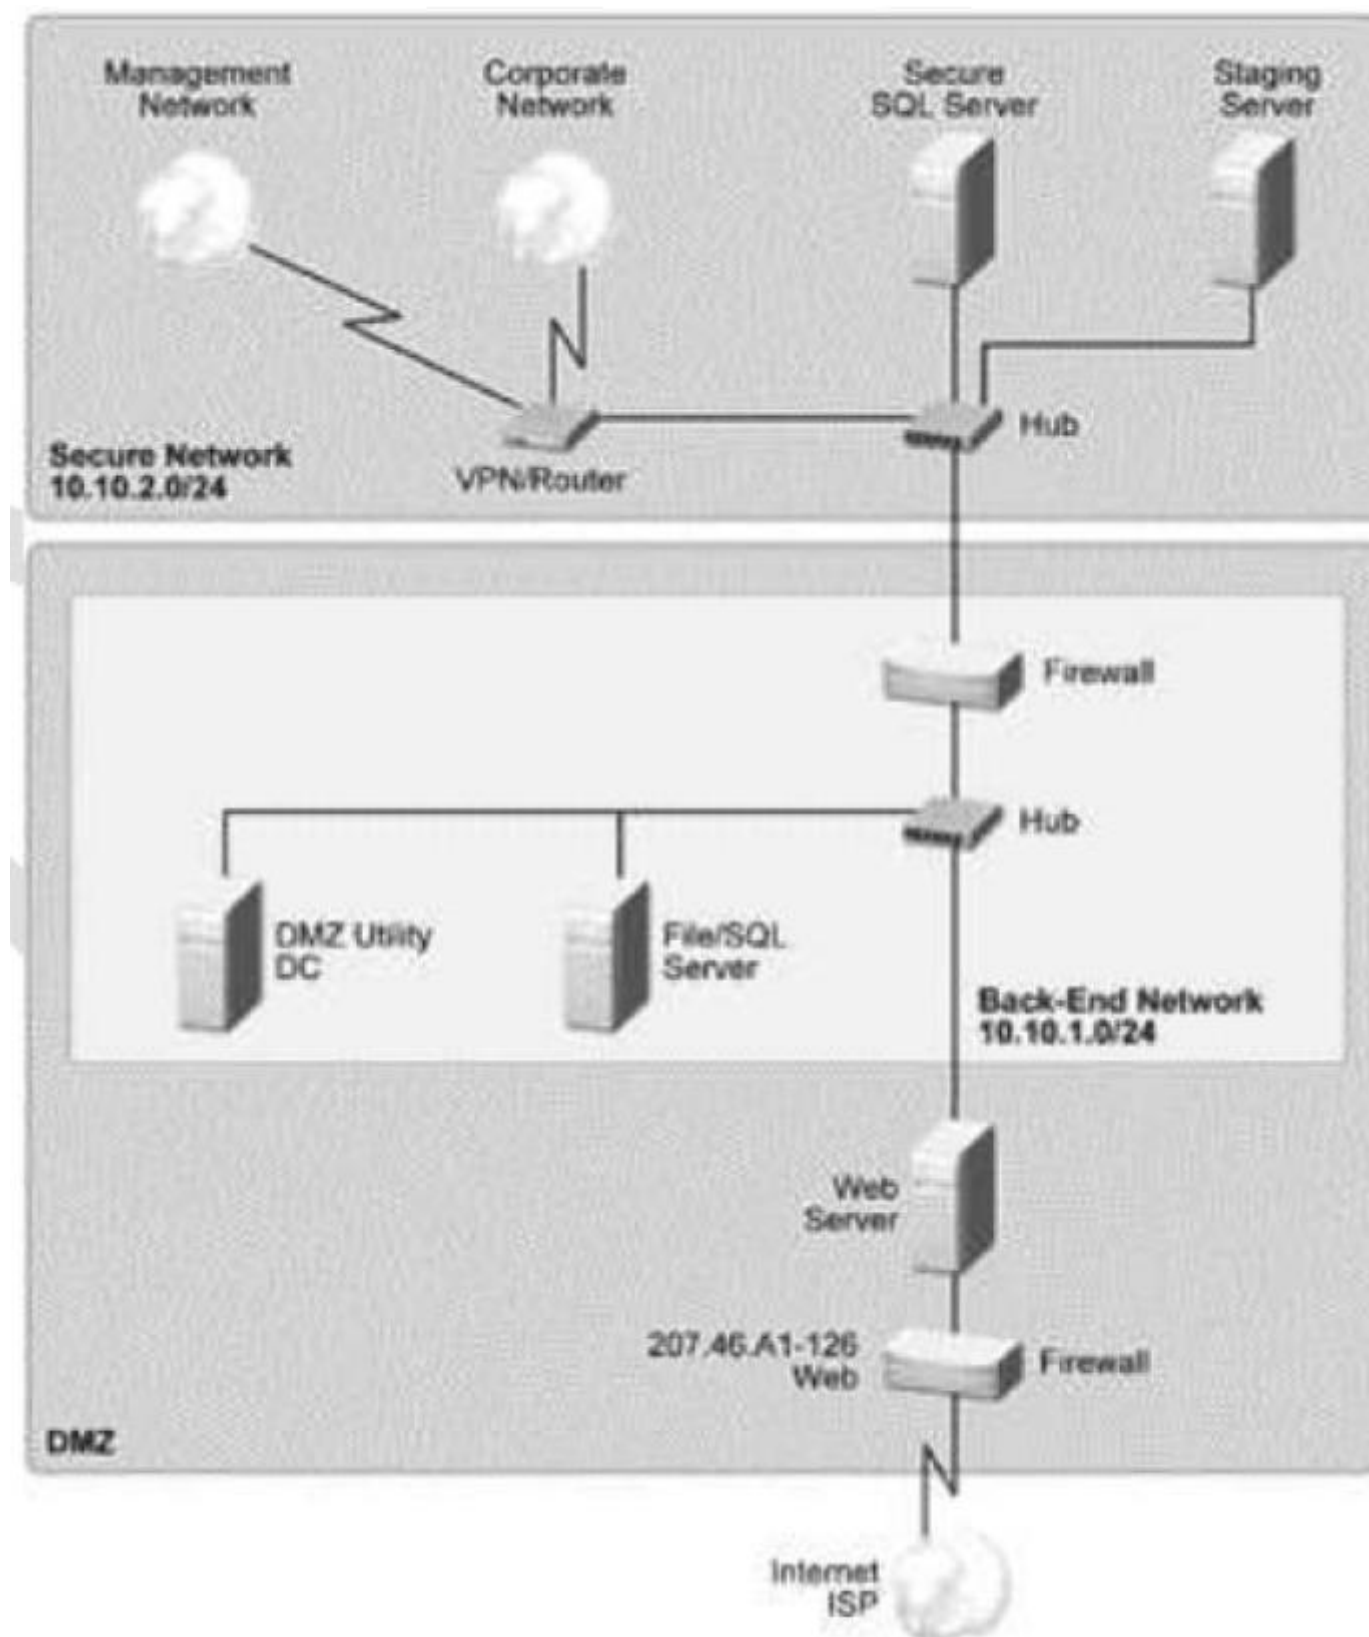 Management
Network
Corporate
Network
Secure
SQL Server
Staging
Server
Hub
Secure Network
10.10.2.0/24
VPN/Router
Firewall
Hub
DMZ Utility
DC
File/SQL
Server
Back-End Network
10.10.1.0/24
Web
Server
207.46.A1-126
Web
Firewall
DMZ
Internet
ISP